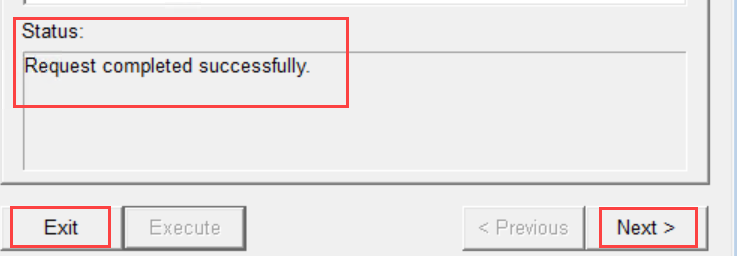 Status:
Request completed successfully.
Exit
Execute
< Previous
Next >